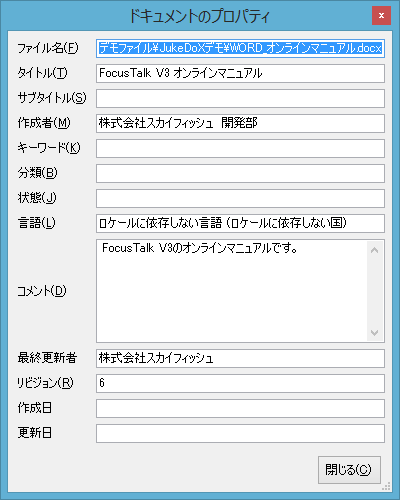 ドキュメントのプロパティ
ファイル名(F) デモファイル¥JukeDoXデモ¥WORD オンラインマニュアル.docx
タイトル(T) FocusTalk V3 オンラインマニュアル
サブタイトル(S)
作成者(M) 株式会社スカイフィッシュ 開発部
キーワード(K)
分類(B)
状態(J)
言語(L) ロケールに依存しない言語 (ロケールに依存しない国)
コメント(D) FocusTalk V3のオンラインマニュアルです。
最終更新者 株式会社スカイフィッシュ
リビジョン(R) 6
作成日
更新日
閉じる(C)